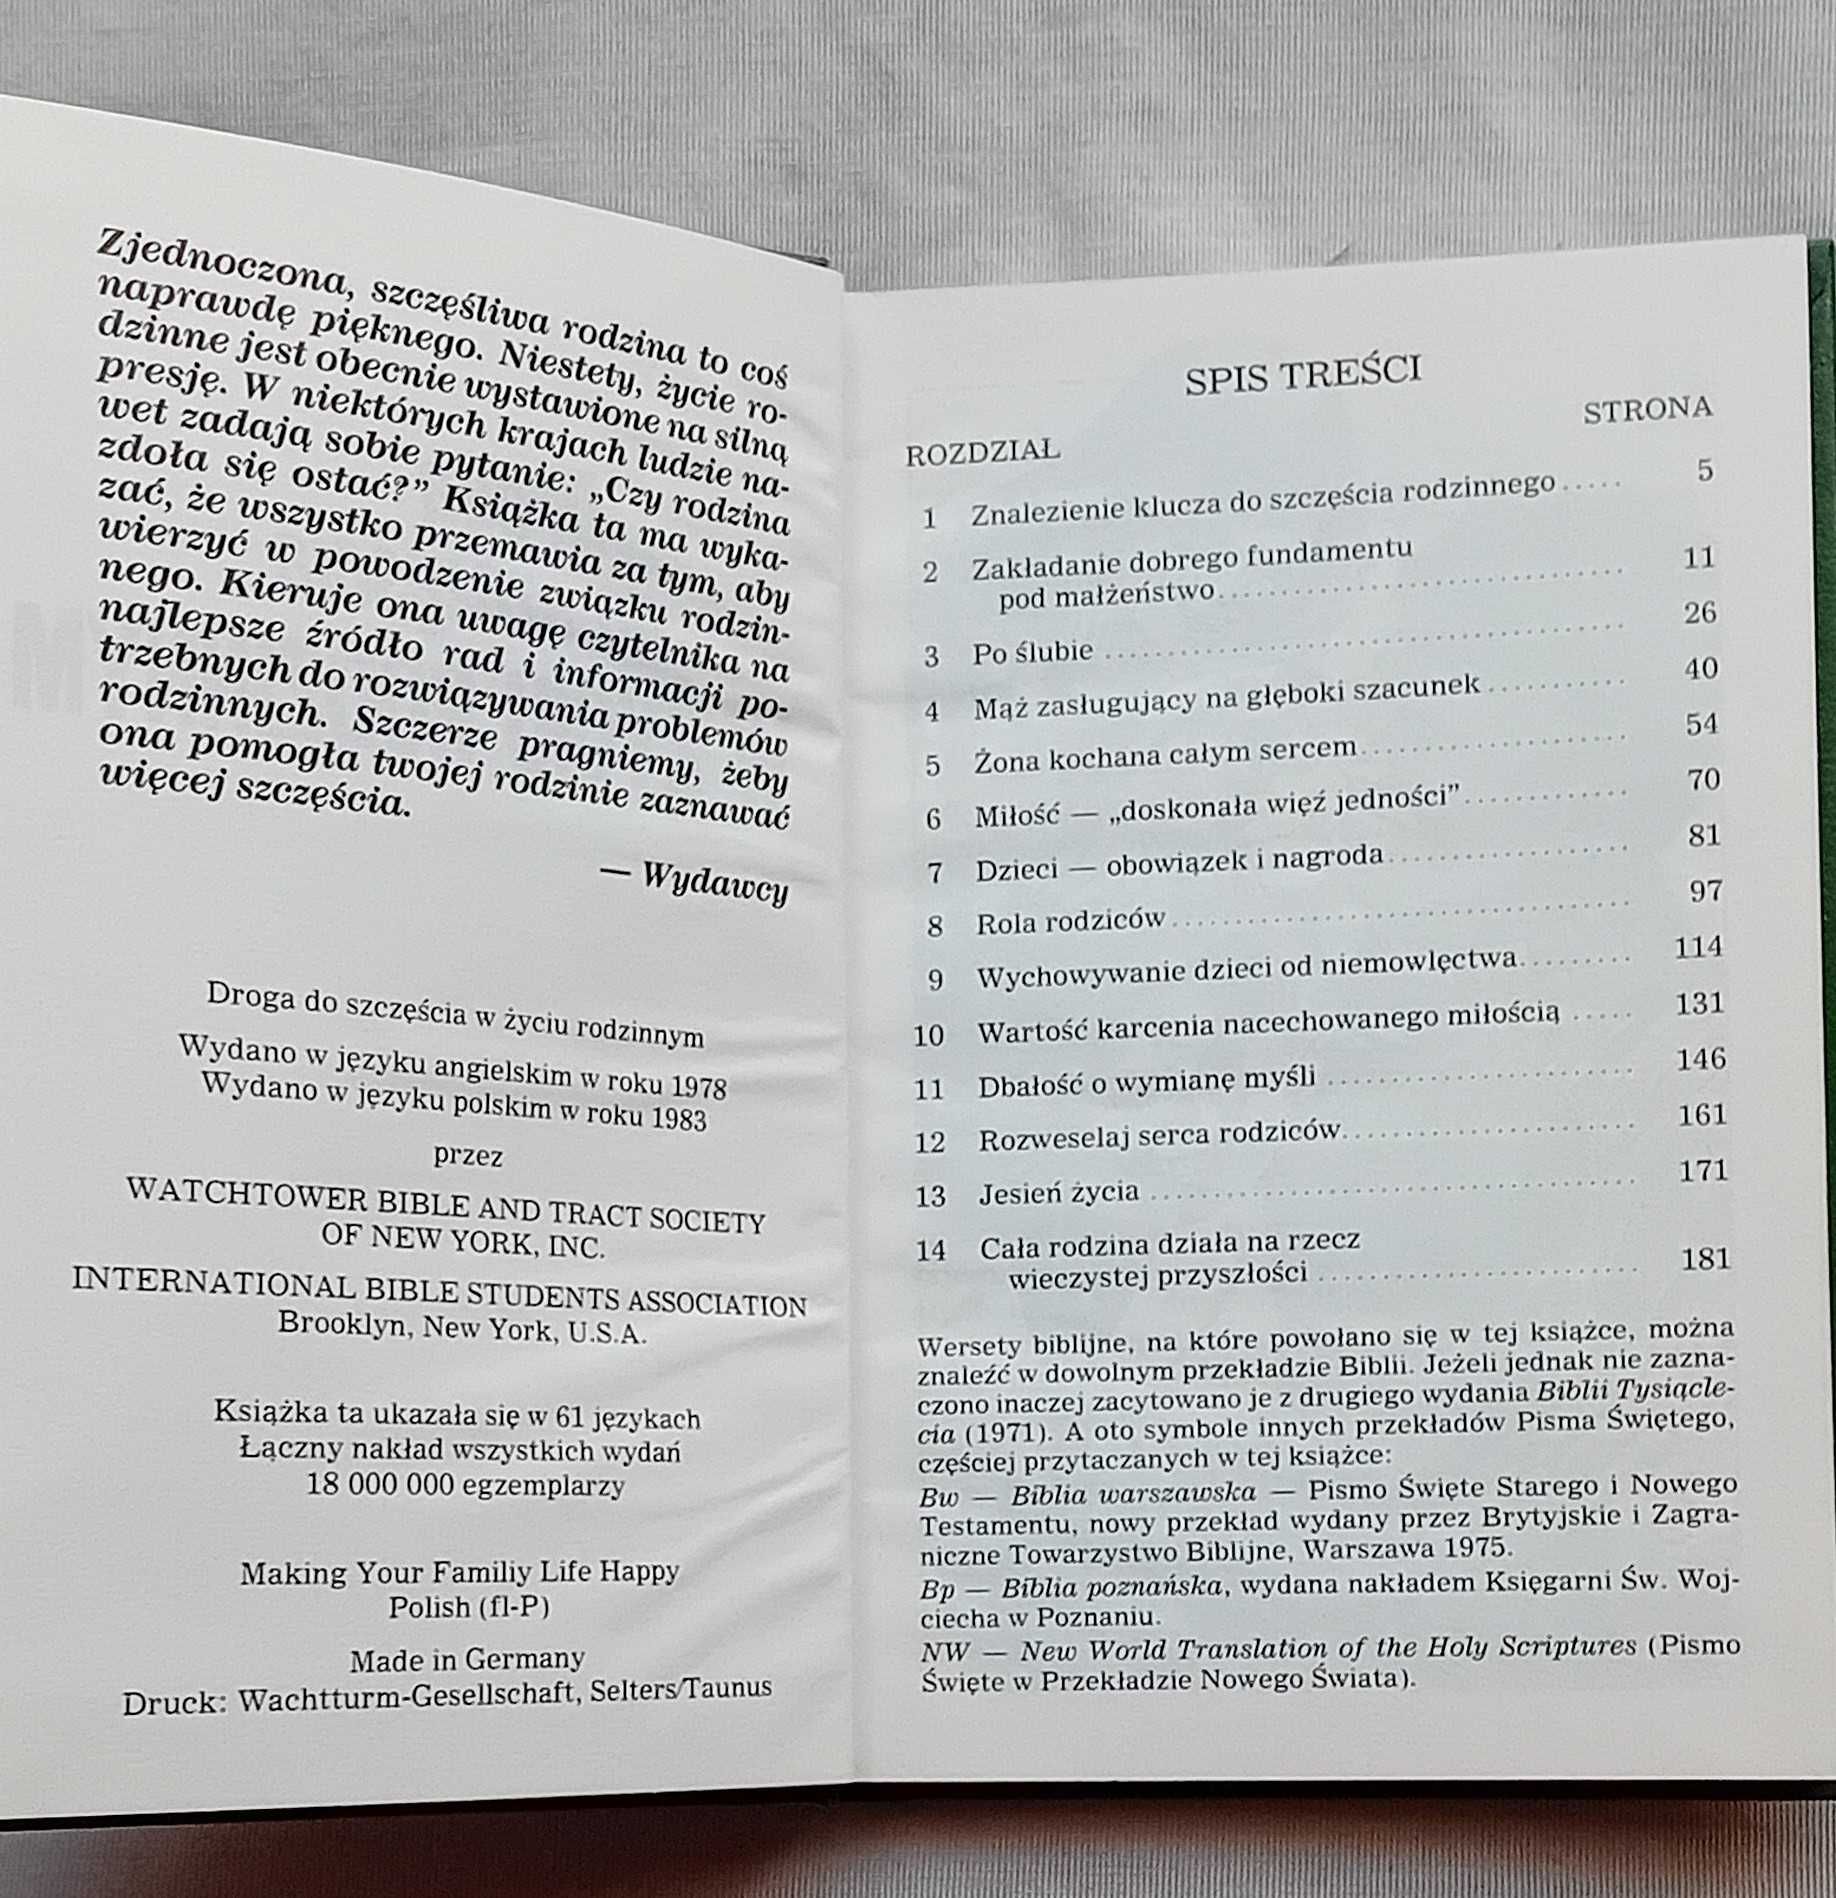 Zjednoczona, szczęśliwa rodzina to coś
naprawdę pięknego. Niestety, życie ro-
dzinne jest obecnie wystawione na silną
presję. W niektórych krajach ludzie na-
wet zadają sobie pytanie: „Czy rodzina
zdoła się ostać?” Książka ta ma wyka-
zać, że wszystko przemawia za tym, aby
wierzyć w powodzenie związku rodzin-
nego. Kieruje ona uwagę czytelnika na
najlepsze źródło rad i informacji po-
trzebnych do rozwiązywania problemów
rodzinnych. Szczerze pragniemy, żeby
ona pomogła twojej rodzinie zaznawać
więcej szczęścia.
— Wydawcy
Droga do szczęścia w życiu rodzinnym
Wydano w języku angielskim w roku 1978
Wydano w języku polskim w roku 1983
przez
WATCHTOWER BIBLE AND TRACT SOCIETY
OF NEW YORK, INC.
INTERNATIONAL BIBLE STUDENTS ASSOCIATION
Brooklyn, New York, U.S.A.
Książka ta ukazała się w 61 językach
Łączny nakład wszystkich wydań
18 000 000 egzemplarzy
Making Your Familiy Life Happy
Polish (fl-P)
Made in Germany
Druck: Wachtturm-Gesellschaft, Selters/Taunus
SPIS TREŚCI
ROZDZIAŁ STRONA
1 Znalezienie klucza do szczęścia rodzinnego ..... 5
2 Zakładanie dobrego fundamentu
pod małżeństwo ..... 11
3 Po ślubie ..... 26
4 Mąż zasługujący na głęboki szacunek ..... 40
5 Żona kochana całym sercem ..... 54
6 Miłość — „doskonała więź jedności” ..... 70
7 Dzieci — obowiązek i nagroda ..... 81
8 Rola rodziców ..... 97
9 Wychowywanie dzieci od niemowlęctwa ..... 114
10 Wartość karcenia nacechowanego miłością ..... 131
11 Dbałość o wymianę myśli ..... 146
12 Rozweselaj serca rodziców ..... 161
13 Jesień życia ..... 171
14 Cała rodzina działa na rzecz
wieczystej przyszłości ..... 181
Wersety biblijne, na które powołano się w tej książce, można
znaleźć w dowolnym przekładzie Biblii. Jeżeli jednak nie zazna-
czono inaczej zacytowano je z drugiego wydania Biblii Tysiącle-
cia (1971). A oto symbole innych przekładów Pisma Świętego,
częściej przytaczanych w tej książce:
Bw — Biblia warszawska — Pismo Święte Starego i Nowego
Testamentu, nowy przekład wydany przez Brytyjskie i Zagra-
niczne Towarzystwo Biblijne, Warszawa 1975.
Bp — Biblia poznańska, wydana nakładem Księgarni Św. Woj-
ciecha w Poznaniu.
NW — New World Translation of the Holy Scriptures (Pismo
Święte w Przekładzie Nowego Świata).